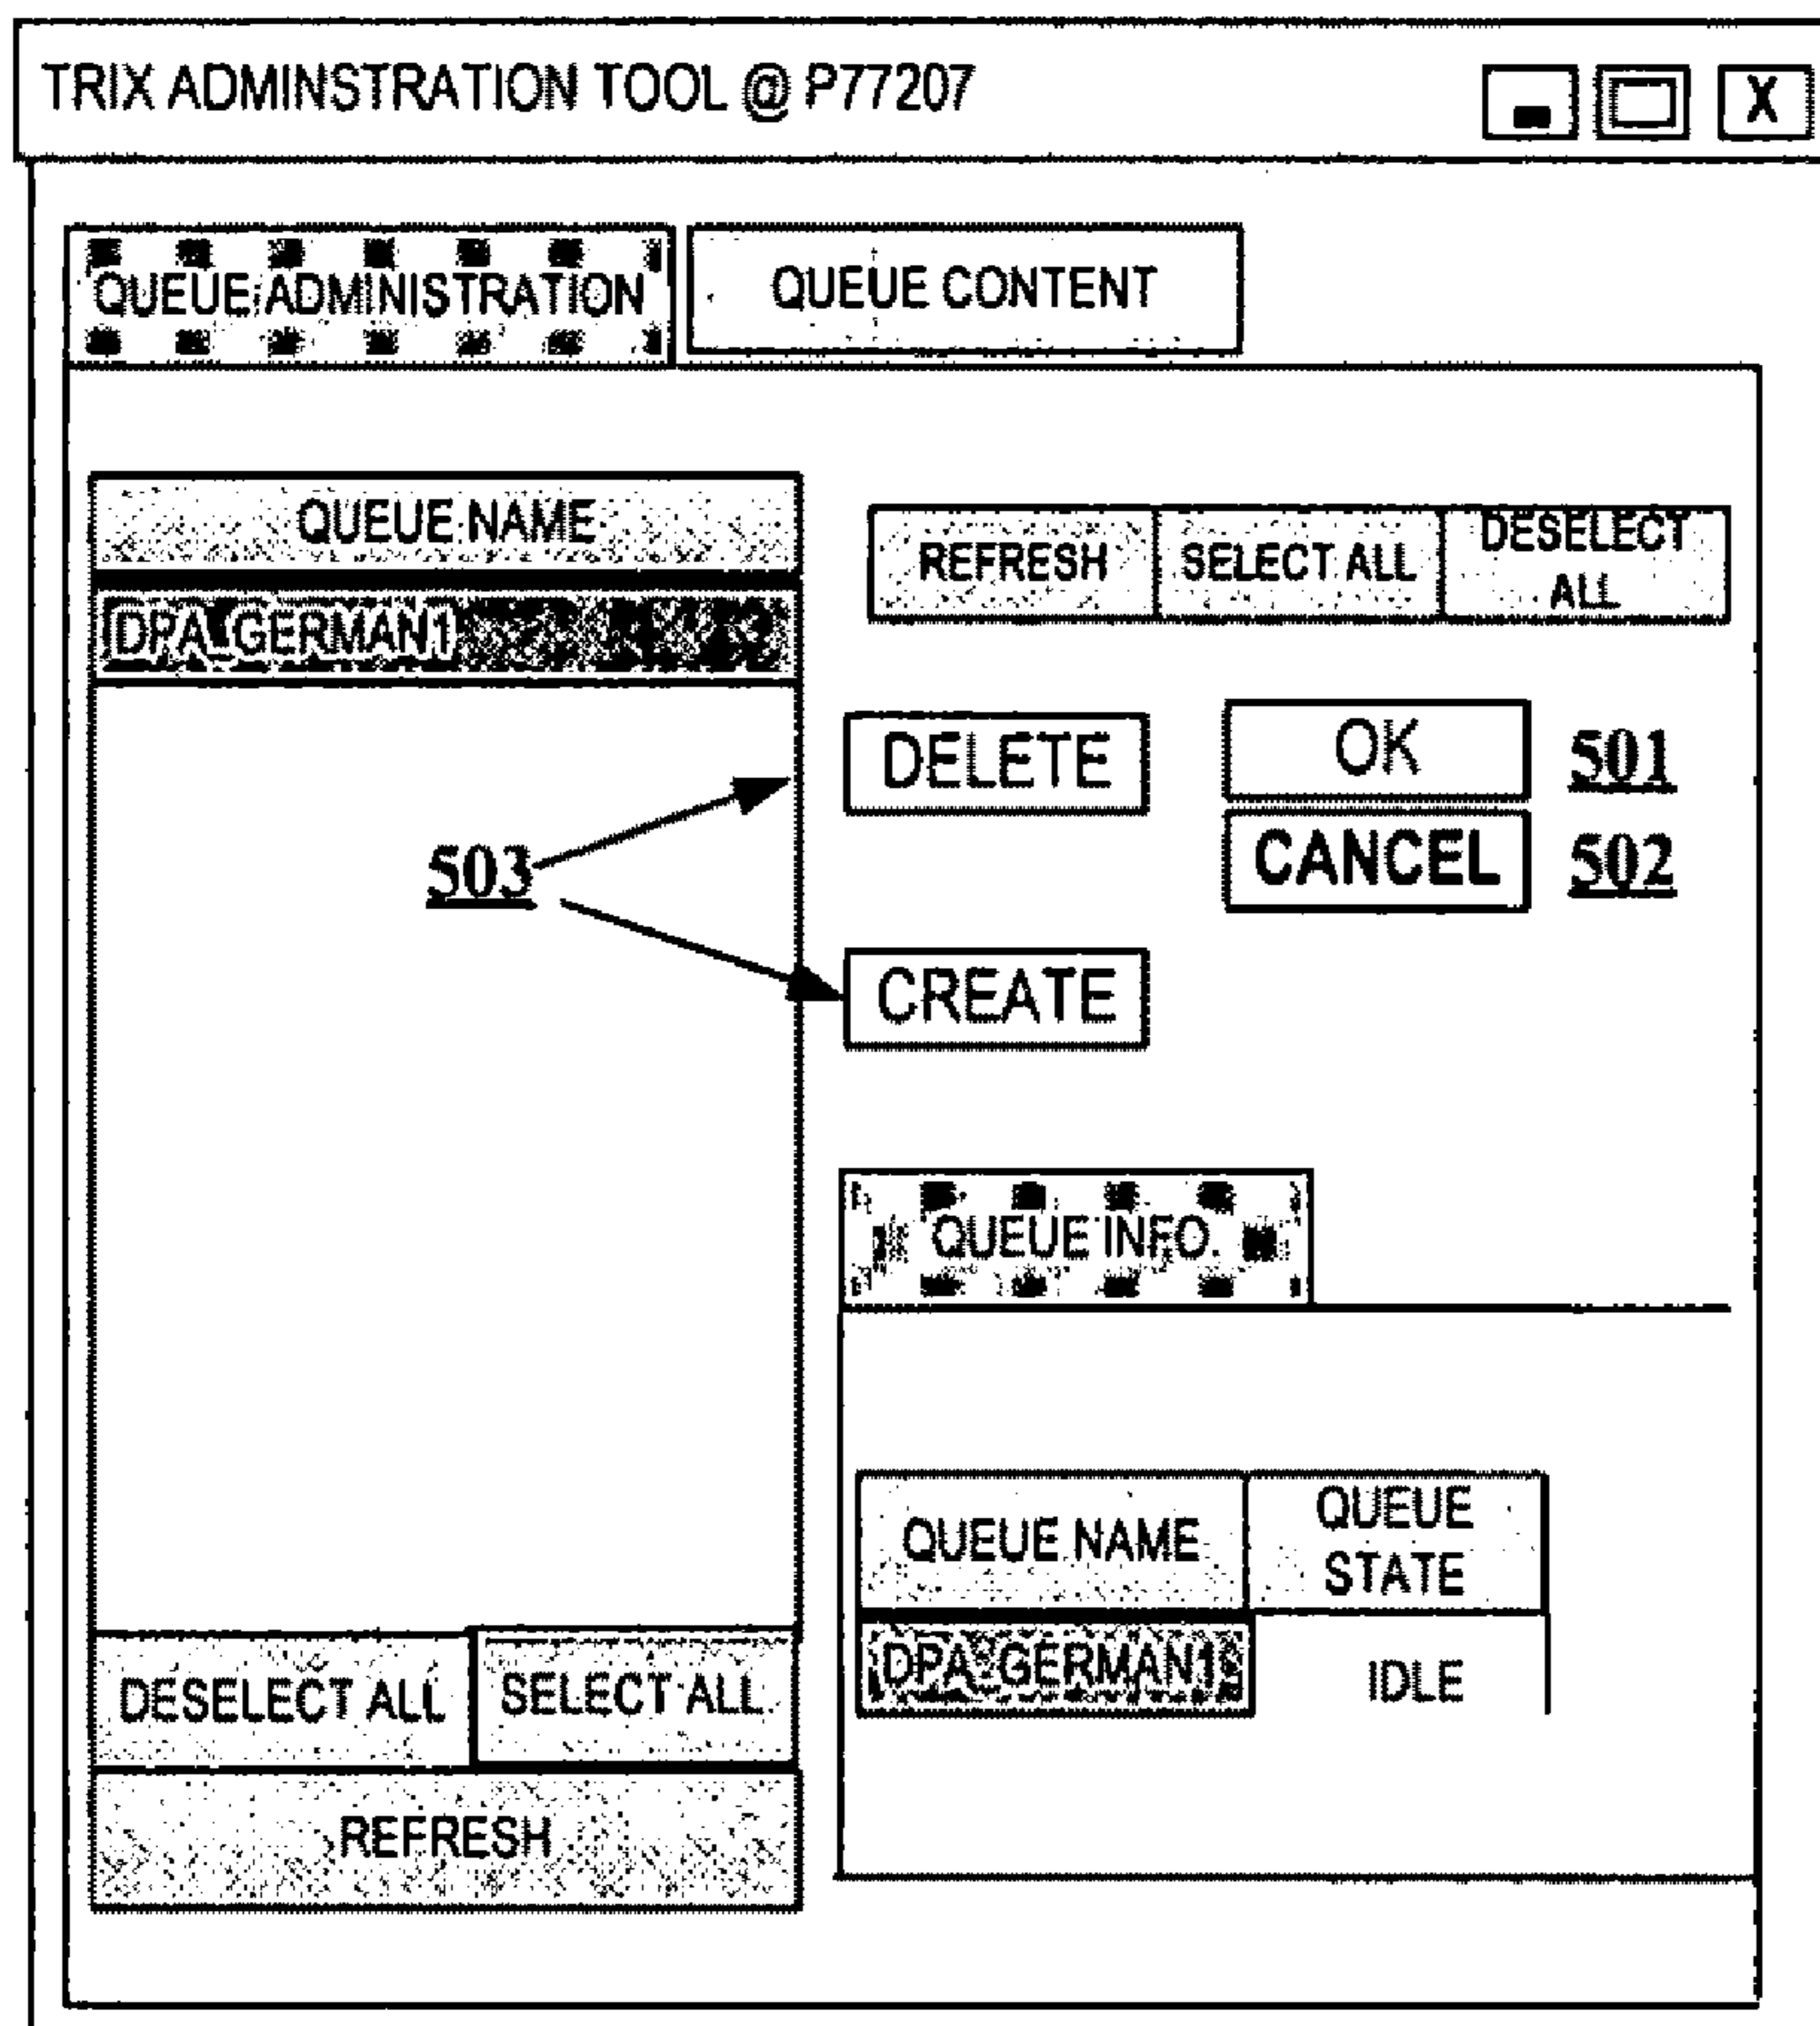 TRIX ADMINSTRATION TOOL @ P77207
X
QUEUE ADMINISTRATION
QUEUE CONTENT
QUEUE NAME
DPA_GERMAN1
REFRESH
SELECT ALL
DESELECT
ALL
DELETE
OK
501
CANCEL
502
503
CREATE
QUEUE INFO.
QUEUE NAME
QUEUE
STATE
DPA_GERMAN1
IDLE
DESELECT ALL
SELECT ALL
REFRESH